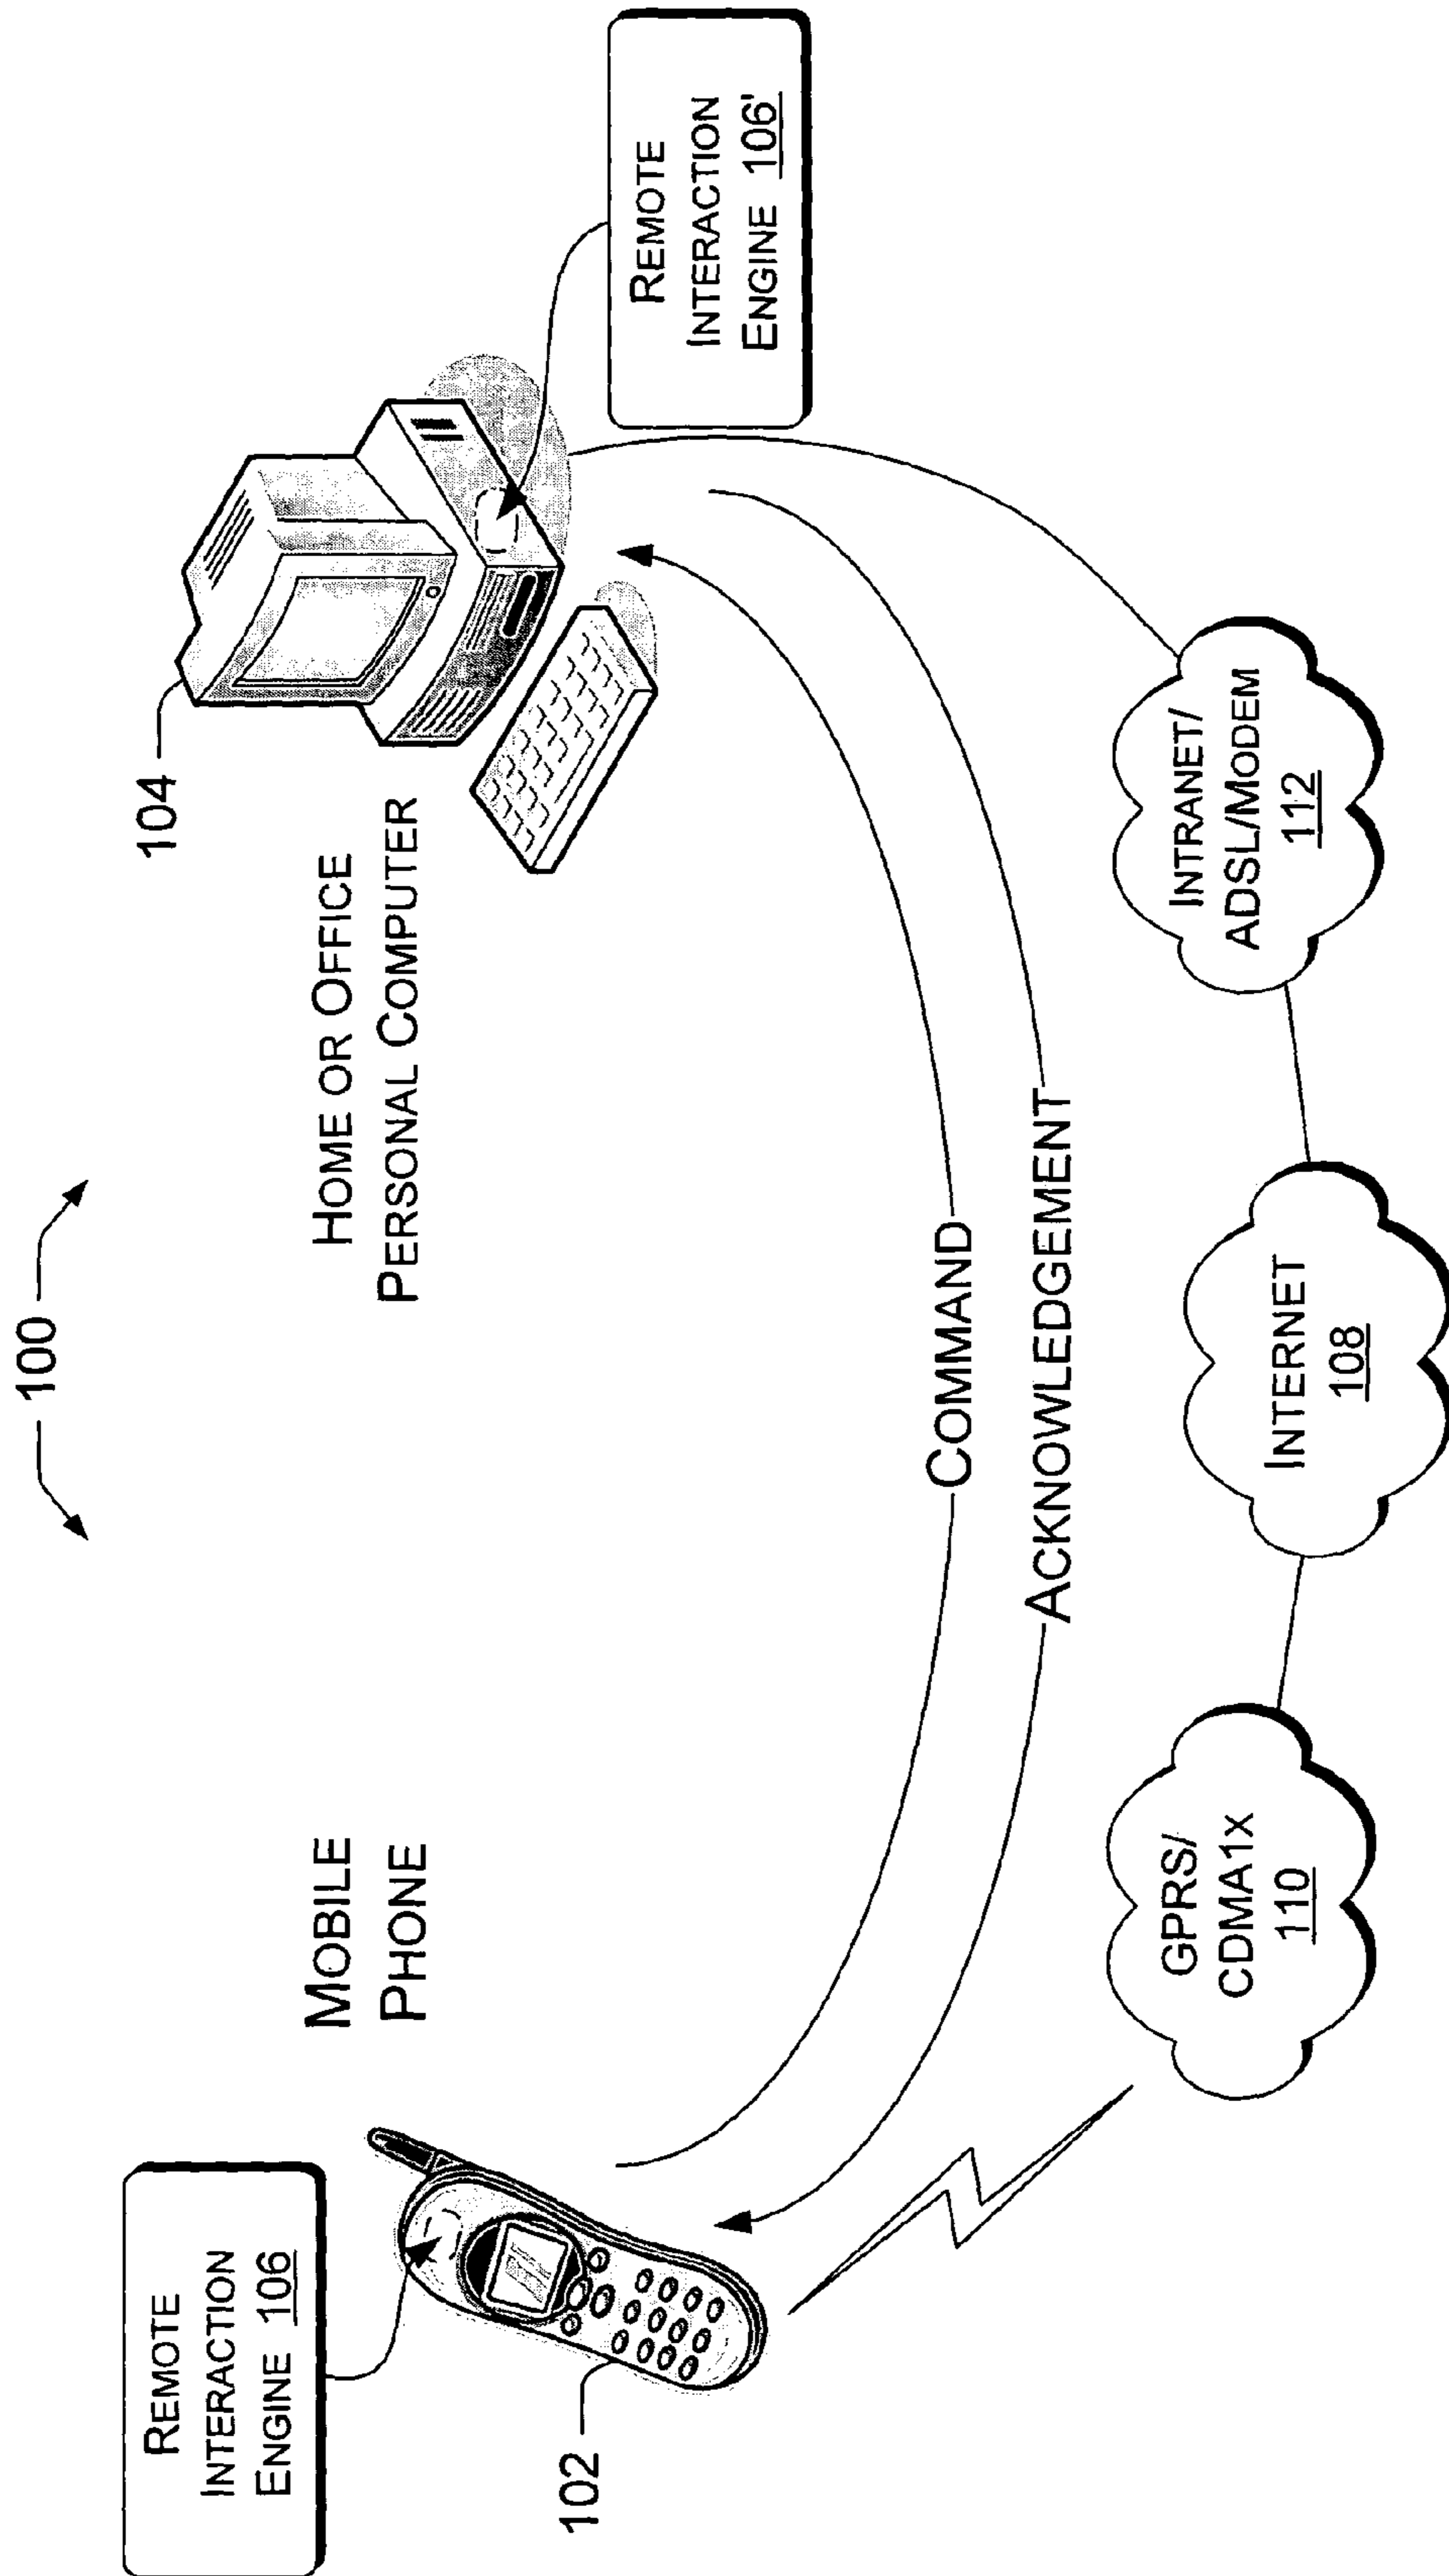 100
REMOTE
INTERACTION
ENGINE 106
MOBILE
PHONE
102
HOME OR OFFICE
PERSONAL COMPUTER
104
REMOTE
INTERACTION
ENGINE 106'
COMMAND
ACKNOWLEDGEMENT
GPRS/
CDMA1X
110
INTERNET
108
INTRANET/
ADSL/MODEM
112